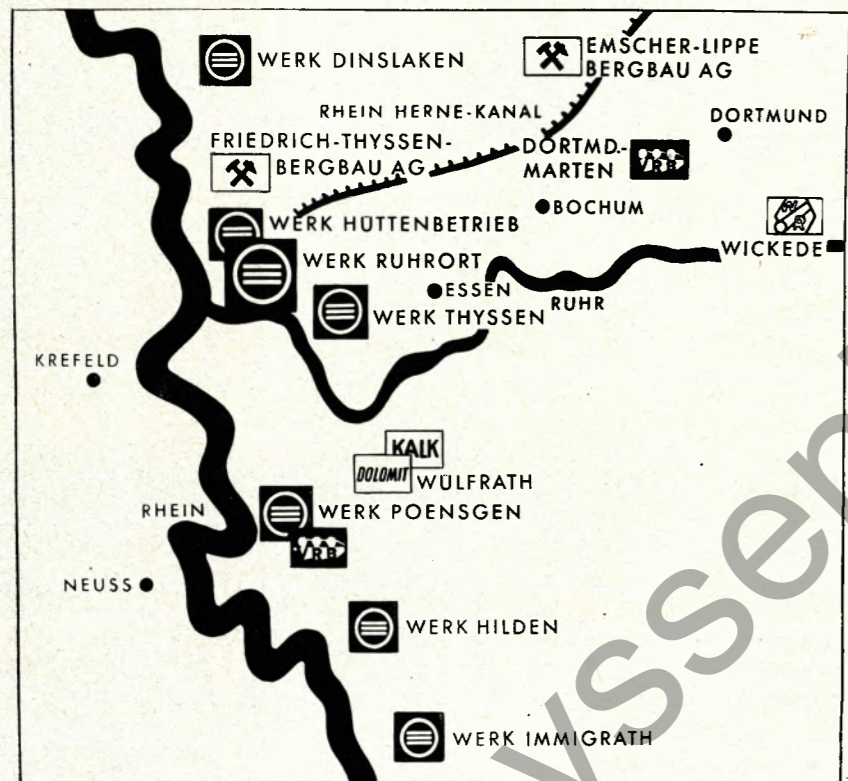 WERK DINSLAKEN
EMSCHER-LIPPE
BERGBAU AG
RHEIN HERNE-KANAL
DORTMUND
FRIEDRICH-THYSSEN-
BERGBAU AG
DORTMD.-
MARTEN
VRB
BOCHUM
WERK HÜTTENBETRIEB
WICKEDE
WERK RUHRORT
ESSEN
RUHR
WERK THYSSEN
KREFELD
KALK
DOLOMIT
WÜLFRATH
RHEIN
WERK POENSGEN
VRB
NEUSS
WERK HILDEN
WERK IMMIGRATH
yssen